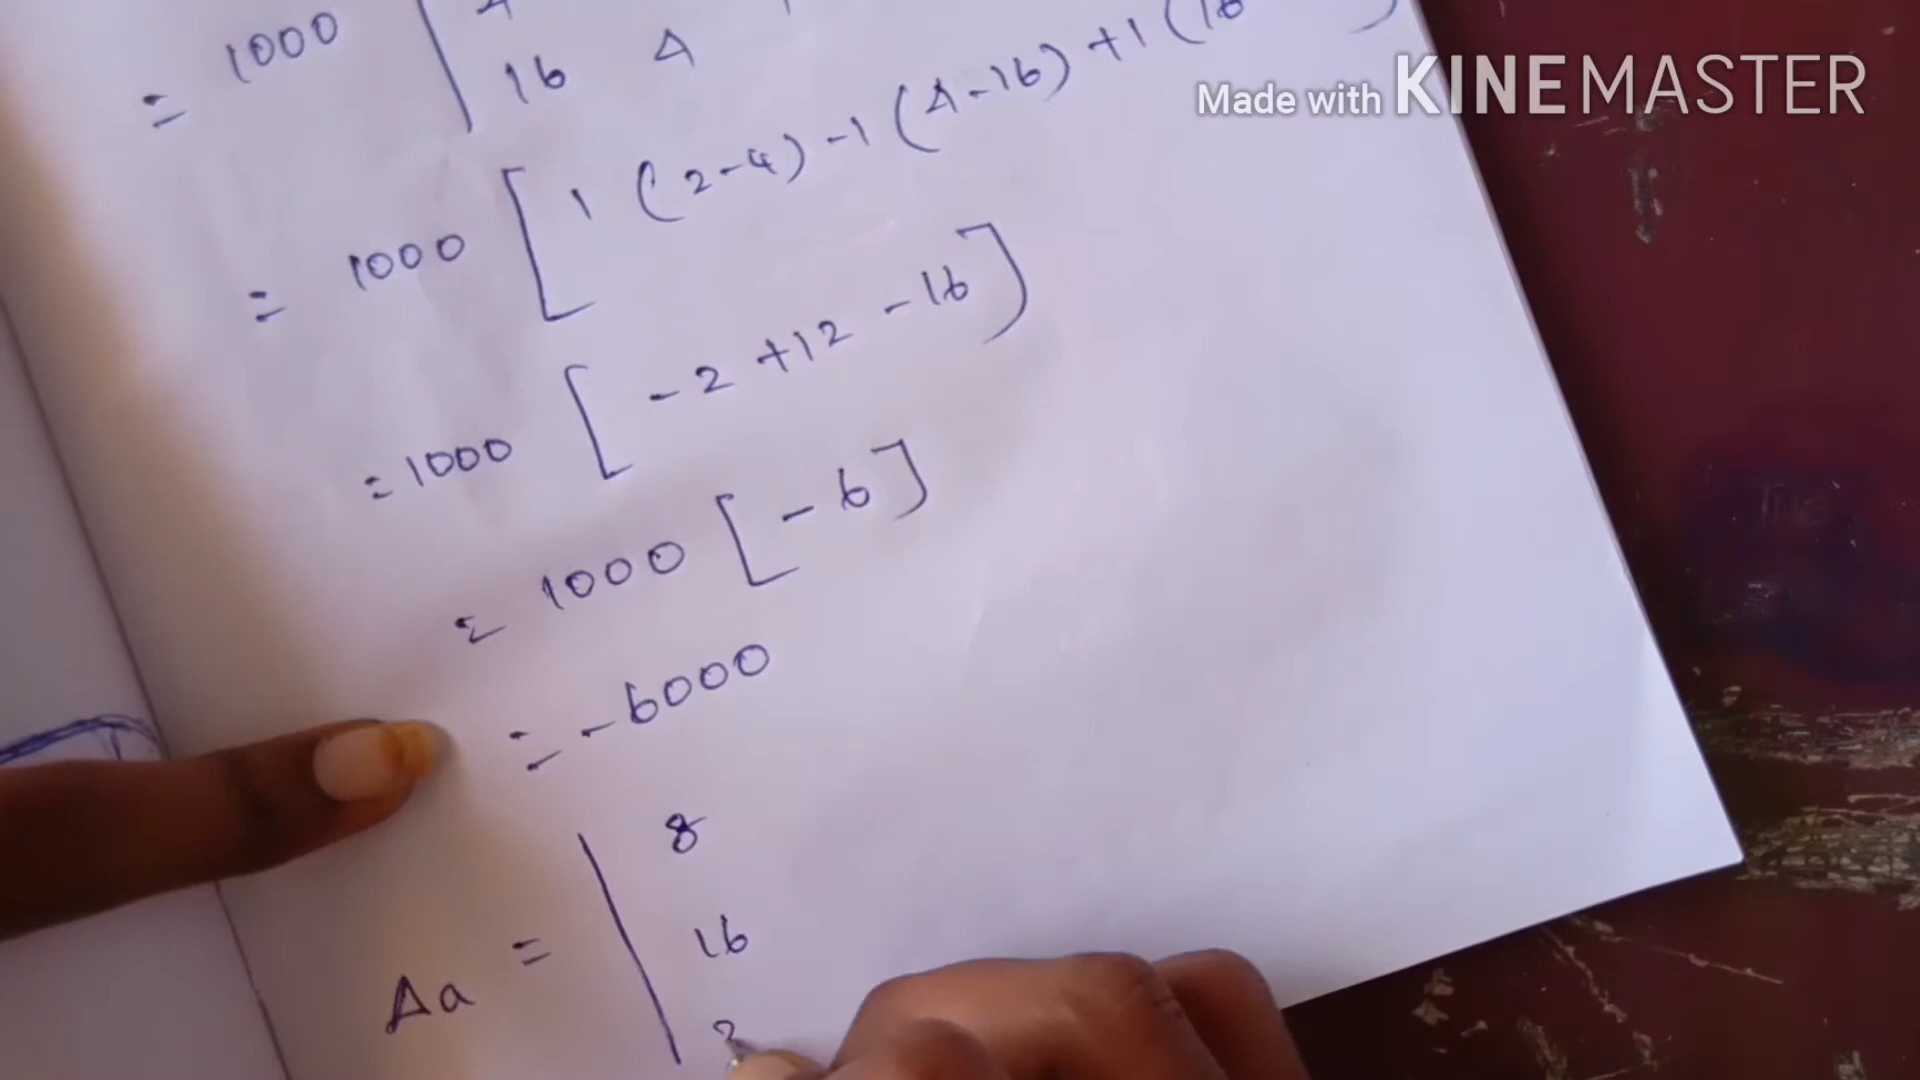 = 1000 | 4
16 4
Made with KINEMASTER
= 1000 [ 1 (2-4) -1 (4-16) +1 (16
= 1000 [ -2 +12 -16 ]
= 1000 [ -6 ]
= -6000
Δa = | 8
16